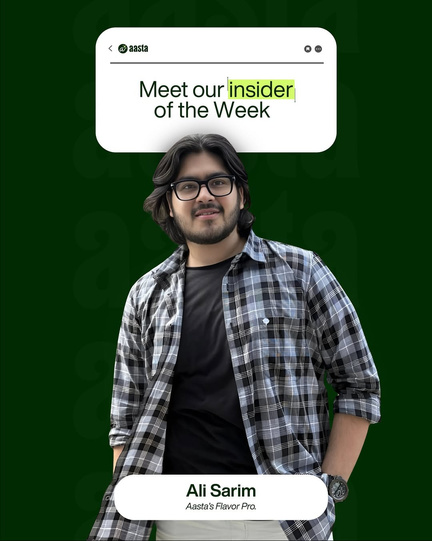 aasta
Meet our insider
of the Week
Ali Sarim
Aasta's Flavor Pro.